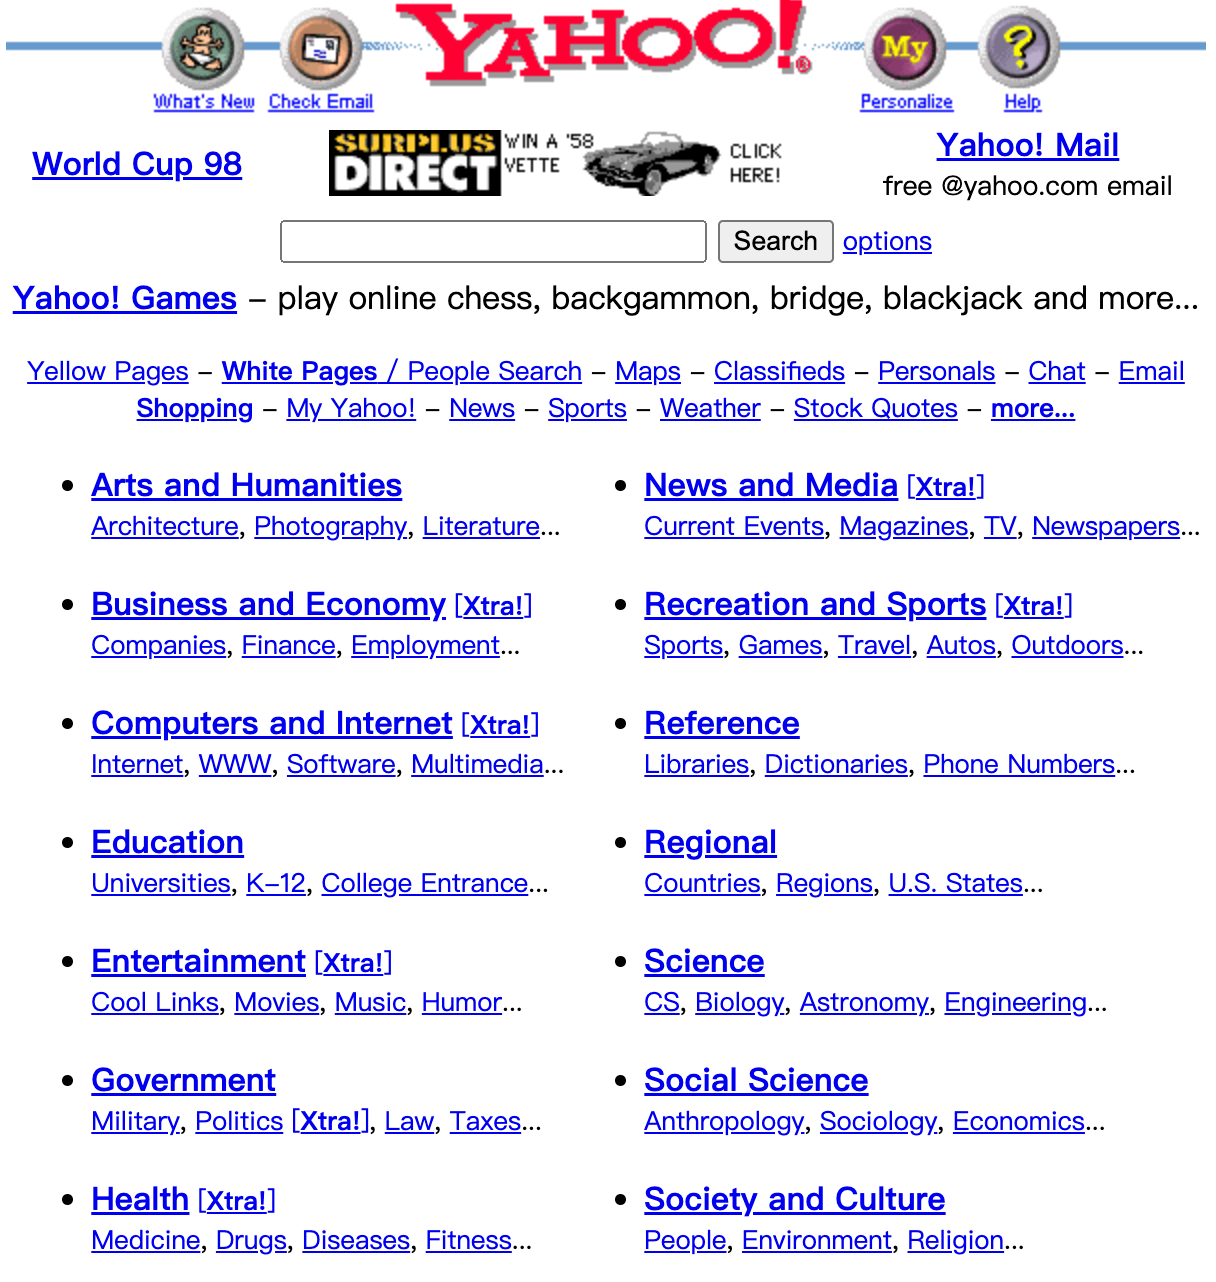 YAHOO!
My
What's New Check Email Personalize Help
World Cup 98
SURPLUS DIRECT WIN A '58 VETTE CLICK HERE!
Yahoo! Mail
free @yahoo.com email
Search options
Yahoo! Games – play online chess, backgammon, bridge, blackjack and more...
Yellow Pages – White Pages / People Search – Maps – Classifieds – Personals – Chat – Email
Shopping – My Yahoo! – News – Sports – Weather – Stock Quotes – more...
• Arts and Humanities
Architecture, Photography, Literature...
• Business and Economy [Xtra!]
Companies, Finance, Employment...
• Computers and Internet [Xtra!]
Internet, WWW, Software, Multimedia...
• Education
Universities, K–12, College Entrance...
• Entertainment [Xtra!]
Cool Links, Movies, Music, Humor...
• Government
Military, Politics [Xtra!], Law, Taxes...
• Health [Xtra!]
Medicine, Drugs, Diseases, Fitness...
• News and Media [Xtra!]
Current Events, Magazines, TV, Newspapers...
• Recreation and Sports [Xtra!]
Sports, Games, Travel, Autos, Outdoors...
• Reference
Libraries, Dictionaries, Phone Numbers...
• Regional
Countries, Regions, U.S. States...
• Science
CS, Biology, Astronomy, Engineering...
• Social Science
Anthropology, Sociology, Economics...
• Society and Culture
People, Environment, Religion...